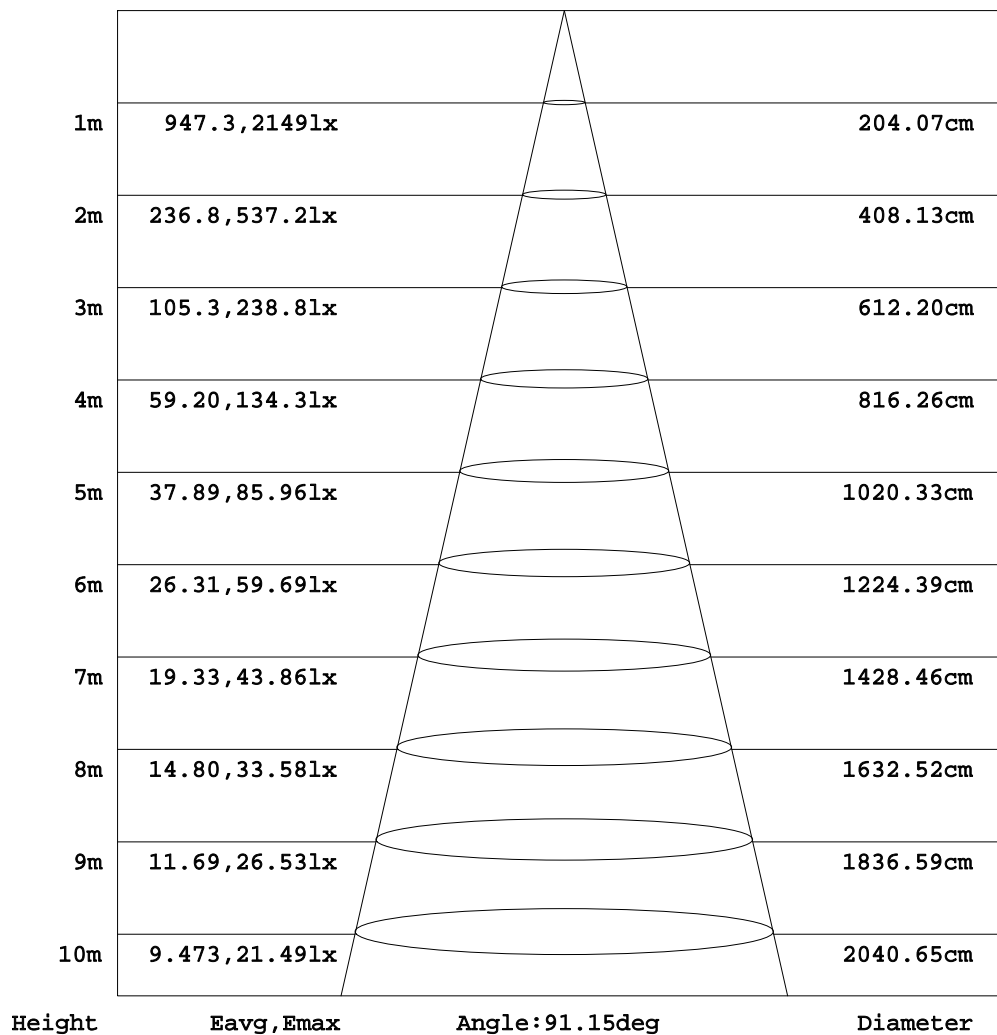 1m 947.3,2149lx 204.07cm
2m 236.8,537.2lx 408.13cm
3m 105.3,238.8lx 612.20cm
4m 59.20,134.3lx 816.26cm
5m 37.89,85.96lx 1020.33cm
6m 26.31,59.69lx 1224.39cm
7m 19.33,43.86lx 1428.46cm
8m 14.80,33.58lx 1632.52cm
9m 11.69,26.53lx 1836.59cm
10m 9.473,21.49lx 2040.65cm
Height Eavg,Emax Angle:91.15deg Diameter